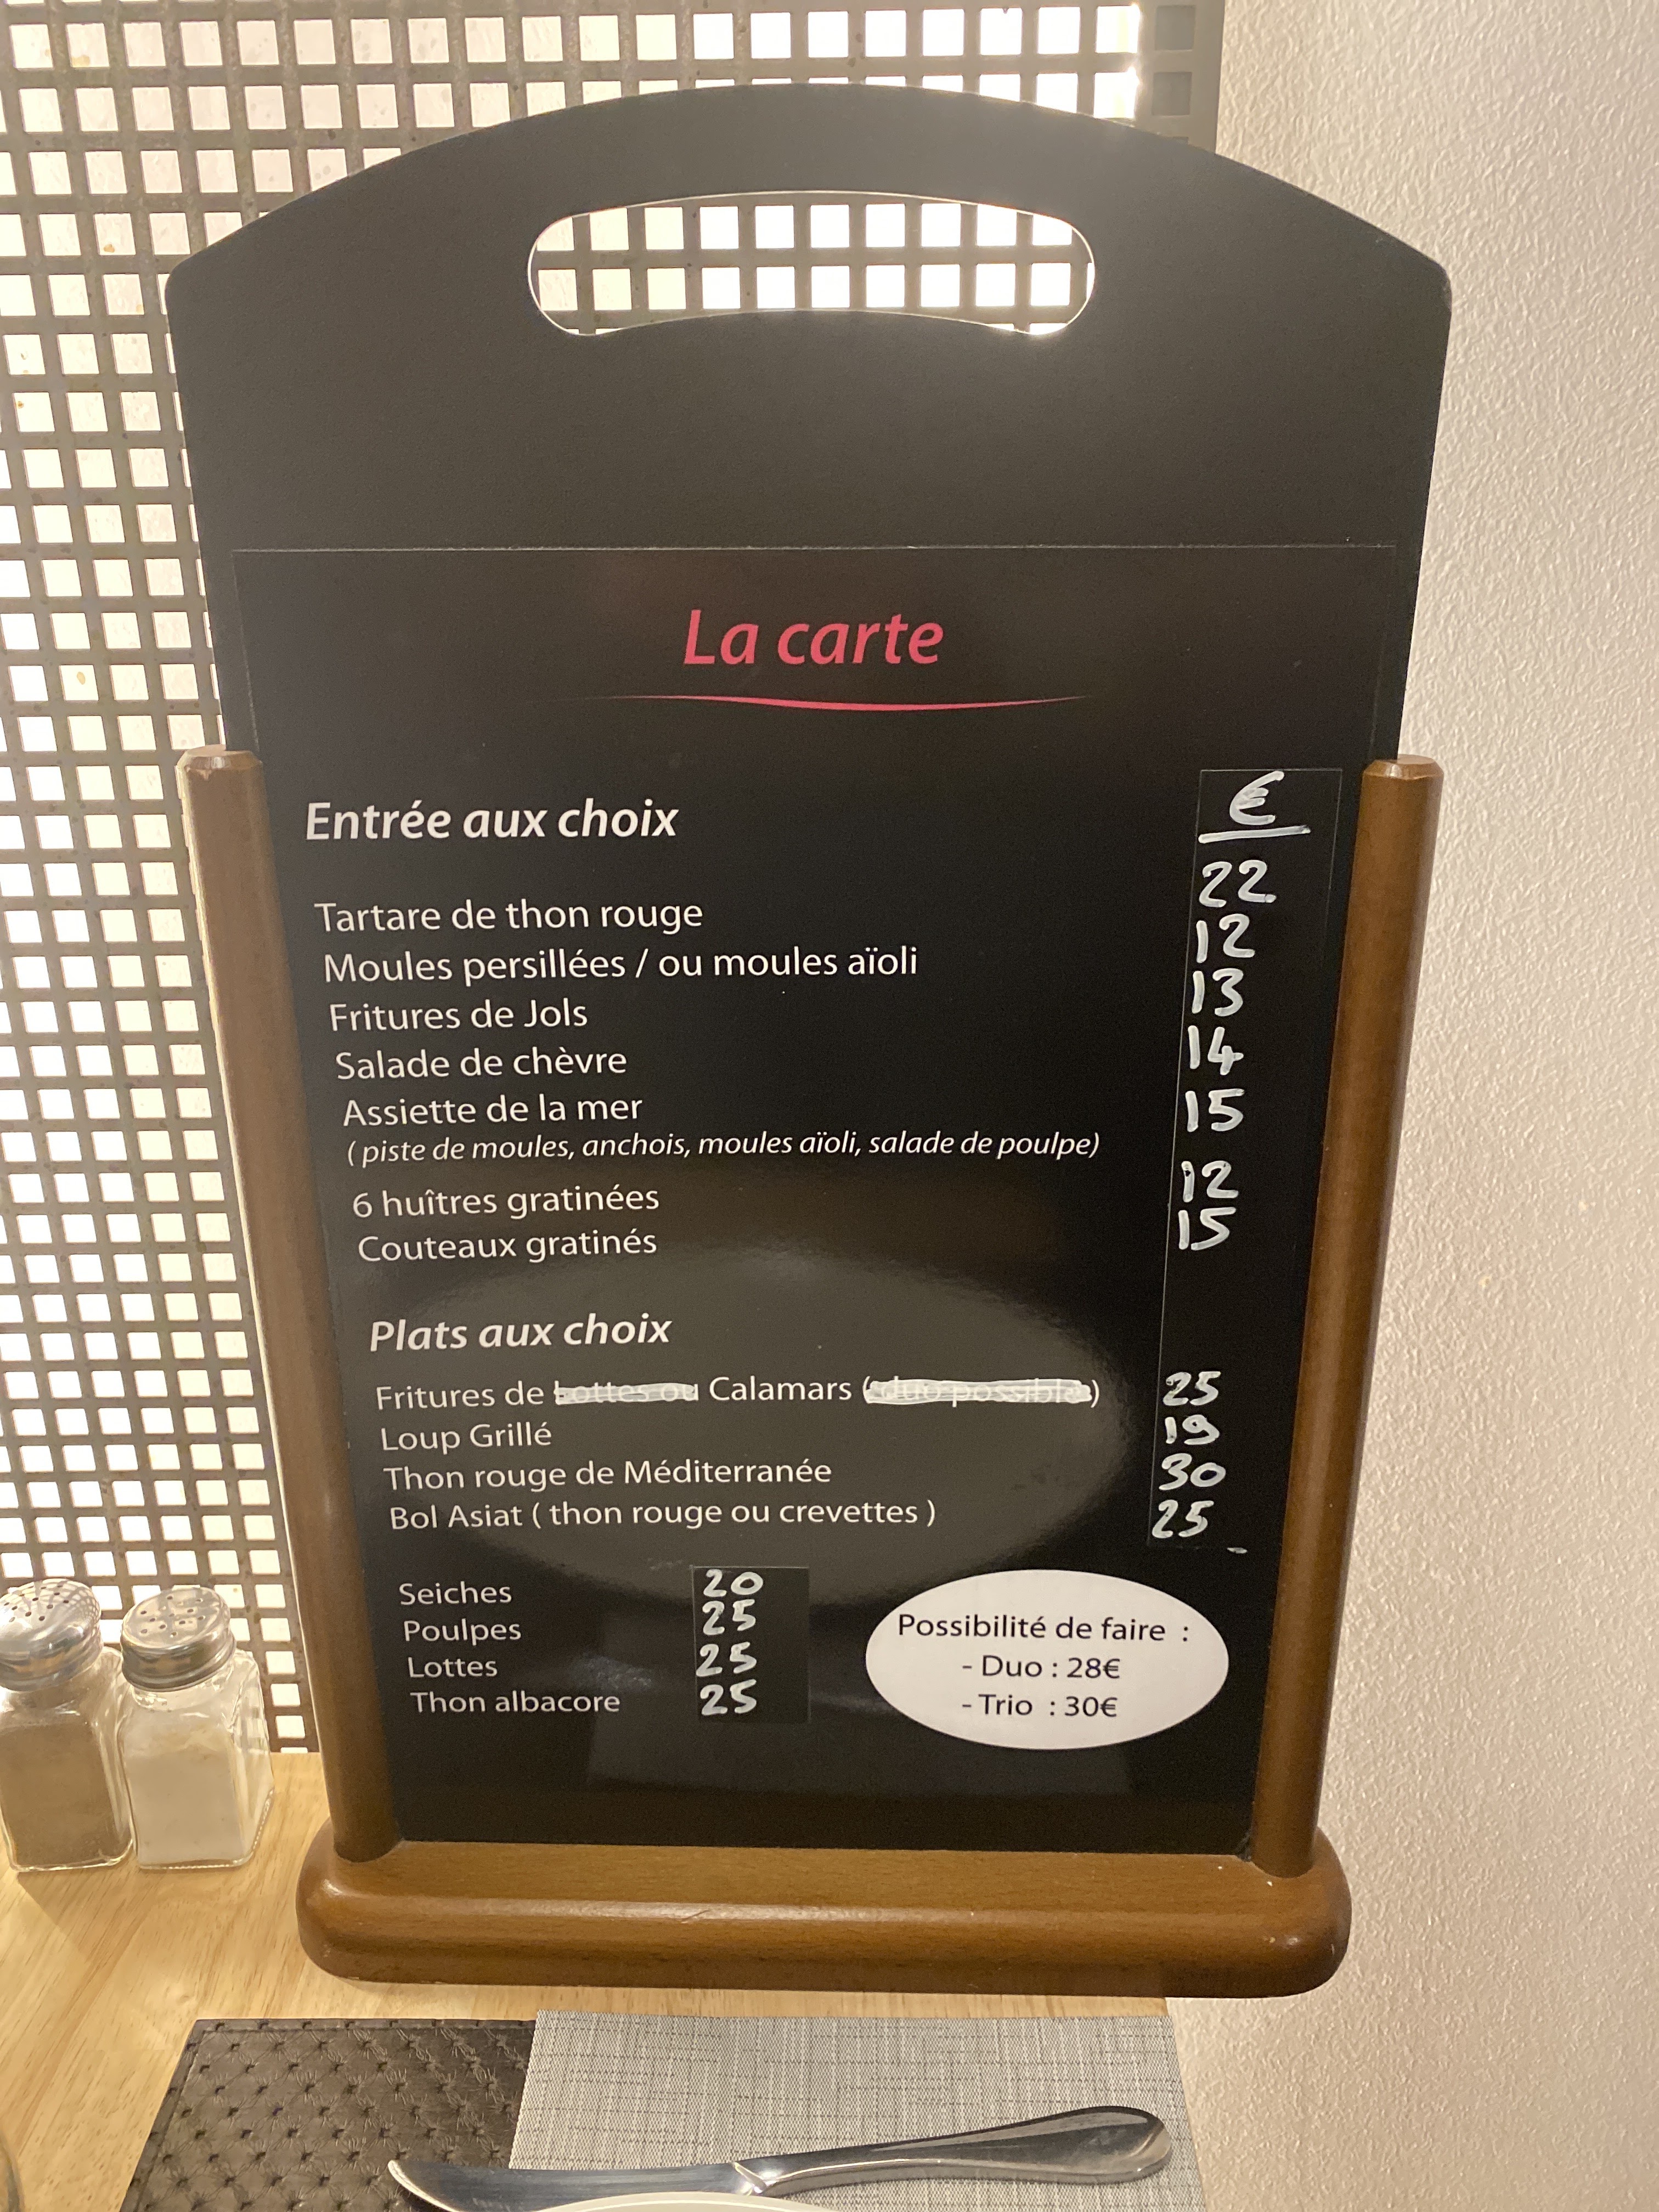 La carte
€
Entrée aux choix
Tartare de thon rouge 22
Moules persillées / ou moules aïoli 12
Fritures de Jols 13
Salade de chèvre 14
Assiette de la mer 15
( piste de moules, anchois, moules aïoli, salade de poulpe)
6 huîtres gratinées 12
Couteaux gratinés 15
Plats aux choix
Fritures de Lottes ou Calamars ( duo possible ) 25
Loup Grillé 19
Thon rouge de Méditerranée 30
Bol Asiat ( thon rouge ou crevettes ) 25
Seiches 20
Poulpes 25
Lottes 25
Thon albacore 25
Possibilité de faire :
- Duo : 28€
- Trio : 30€